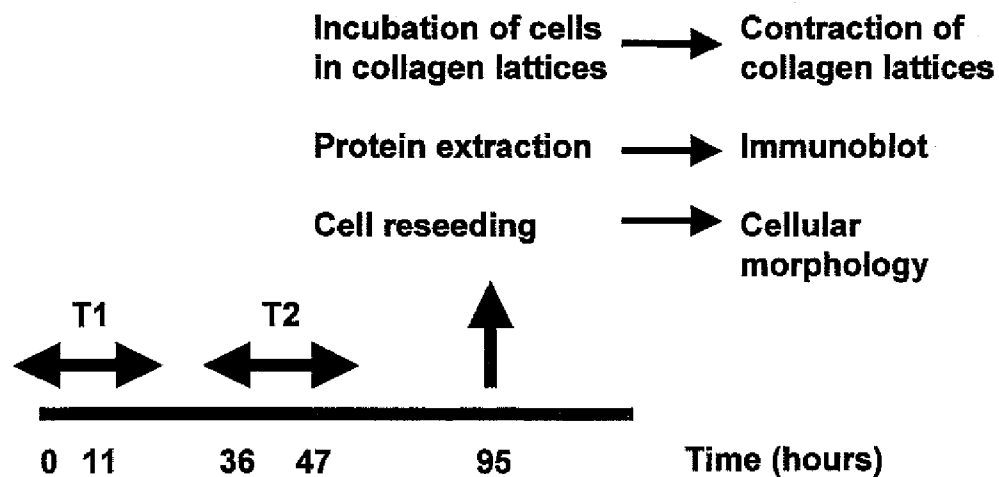 Incubation of cells
in collagen lattices
Contraction of
collagen lattices
Protein extraction
Immunoblot
Cell reseeding
Cellular
morphology
T1
T2
0 11 36 47 95 Time (hours)